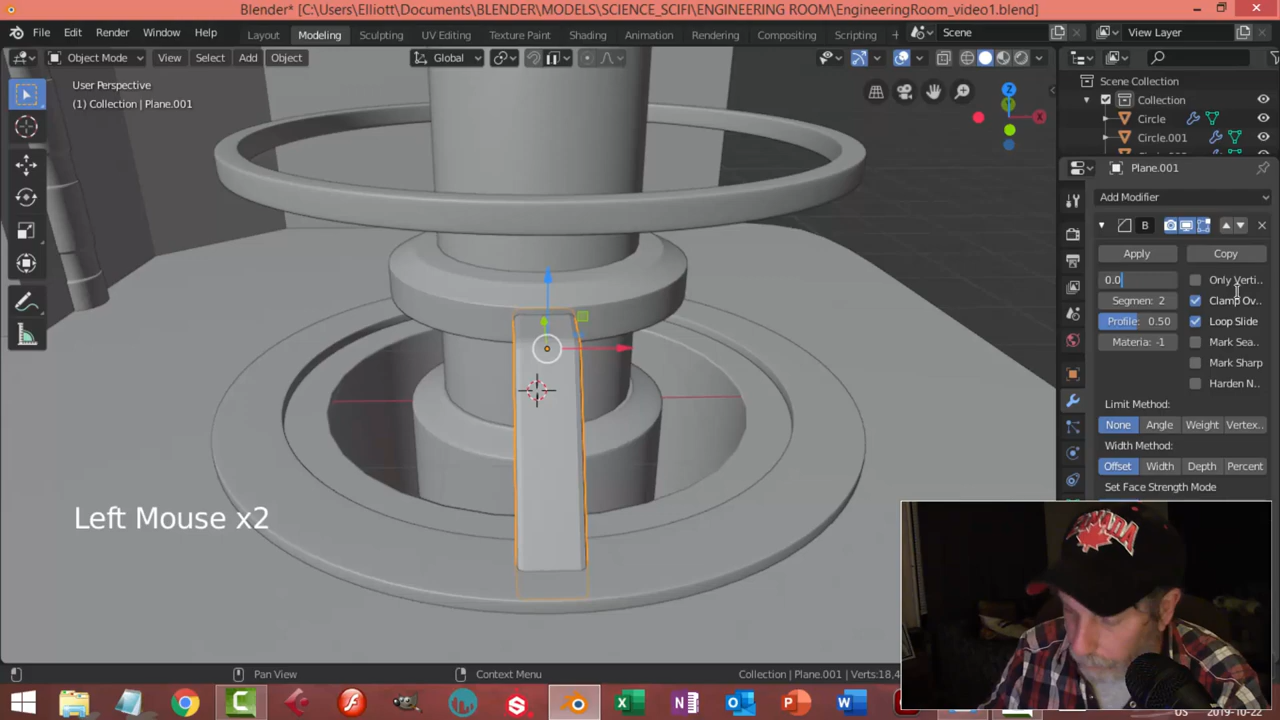 Blender* [C:\Users\Elliott\Documents\BLENDER\MODELS\SCIENCE_SCIFI\ENGINEERING ROOM\EngineeringRoom_video1.blend]
File Edit Render Window Help Layout Modeling Sculpting UV Editing Texture Paint Shading Animation Rendering Compositing Scripting + Scene View Layer
Object Mode View Select Add Object Global
User Perspective
(1) Collection | Plane.001
Z
X
Scene Collection
Collection
Circle
Circle.001
Plane.001
Add Modifier
B
Apply Copy
0.0 Only Verti..
Segmen: 2 Clamp Ov..
Profile: 0.50 Loop Slide
Materia: -1 Mark Sea..
Mark Sharp
Harden N..
Limit Method:
None Angle Weight Vertex..
Width Method:
Offset Width Depth Percent
Set Face Strength Mode
Left Mouse x2
CANADA
Pan View Context Menu Collection | Plane.001 | Verts:18,4
US 2019-10-22